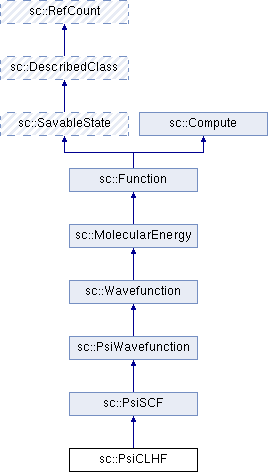 sc::RefCount
sc::DescribedClass
sc::SavableState
sc::Compute
sc::Function
sc::MolecularEnergy
sc::Wavefunction
sc::PsiWavefunction
sc::PsiSCF
sc::PsiCLHF